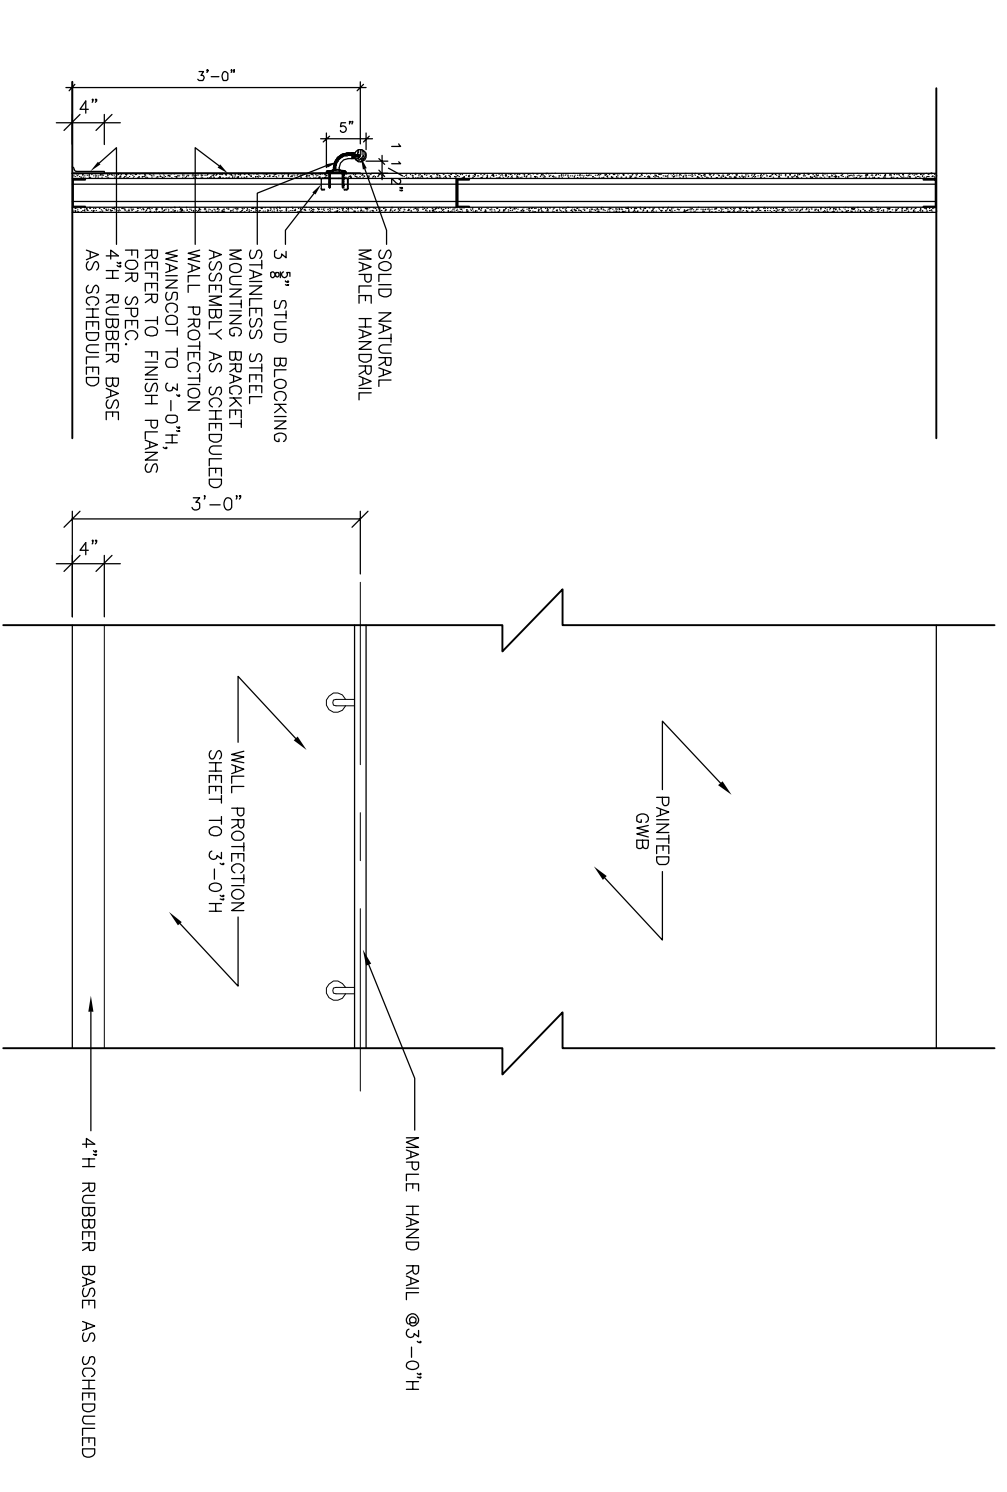 3'-0"
4"
5"
1 1/2"
SOLID NATURAL
MAPLE HANDRAIL
3 5/8" STUD BLOCKING
STAINLESS STEEL
MOUNTING BRACKET
ASSEMBLY AS SCHEDULED
WALL PROTECTION
WAINSCOT TO 3'-0"H,
REFER TO FINISH PLANS
FOR SPEC.
4"H RUBBER BASE
AS SCHEDULED
3'-0"
4"
PAINTED
GWB
WALL PROTECTION
SHEET TO 3'-0"H
MAPLE HAND RAIL @3'-0"H
4"H RUBBER BASE AS SCHEDULED